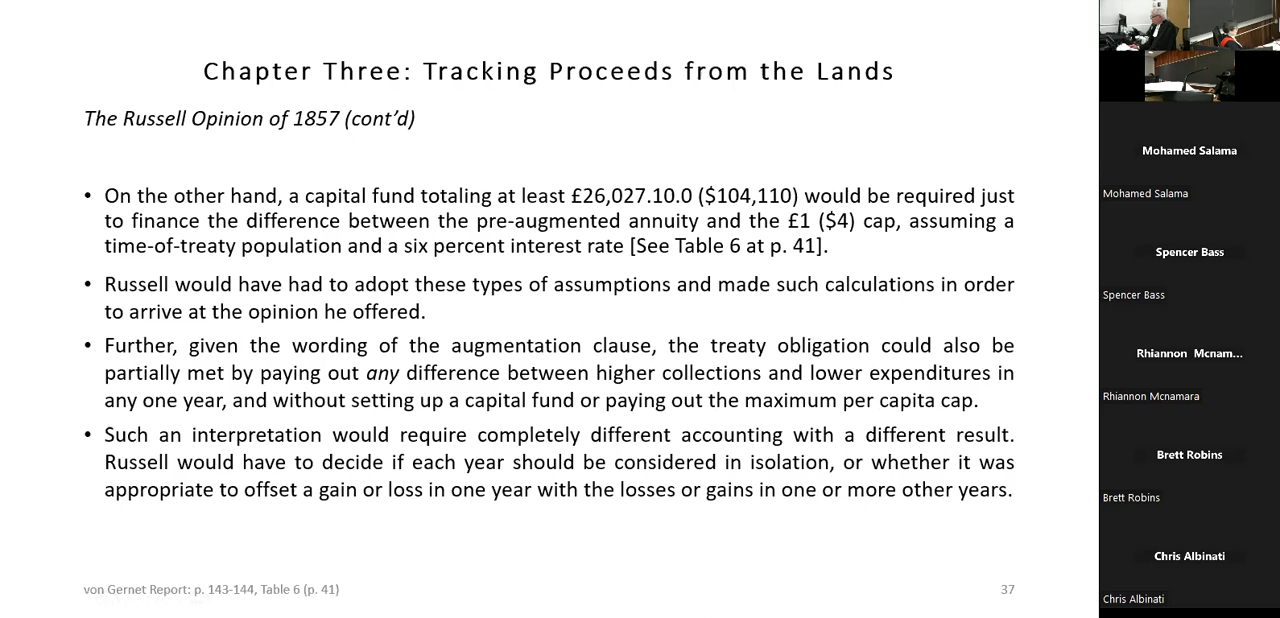 Chapter Three: Tracking Proceeds from the Lands
The Russell Opinion of 1857 (cont’d)
• On the other hand, a capital fund totaling at least £26,027.10.0 ($104,110) would be required just
to finance the difference between the pre-augmented annuity and the £1 ($4) cap, assuming a
time-of-treaty population and a six percent interest rate [See Table 6 at p. 41].
• Russell would have had to adopt these types of assumptions and made such calculations in order
to arrive at the opinion he offered.
• Further, given the wording of the augmentation clause, the treaty obligation could also be
partially met by paying out any difference between higher collections and lower expenditures in
any one year, and without setting up a capital fund or paying out the maximum per capita cap.
• Such an interpretation would require completely different accounting with a different result.
Russell would have to decide if each year should be considered in isolation, or whether it was
appropriate to offset a gain or loss in one year with the losses or gains in one or more other years.
von Gernet Report: p. 143-144, Table 6 (p. 41)
37
Mohamed Salama
Mohamed Salama
Spencer Bass
Spencer Bass
Rhiannon Mcnam...
Rhiannon Mcnamara
Brett Robins
Brett Robins
Chris Albinati
Chris Albinati